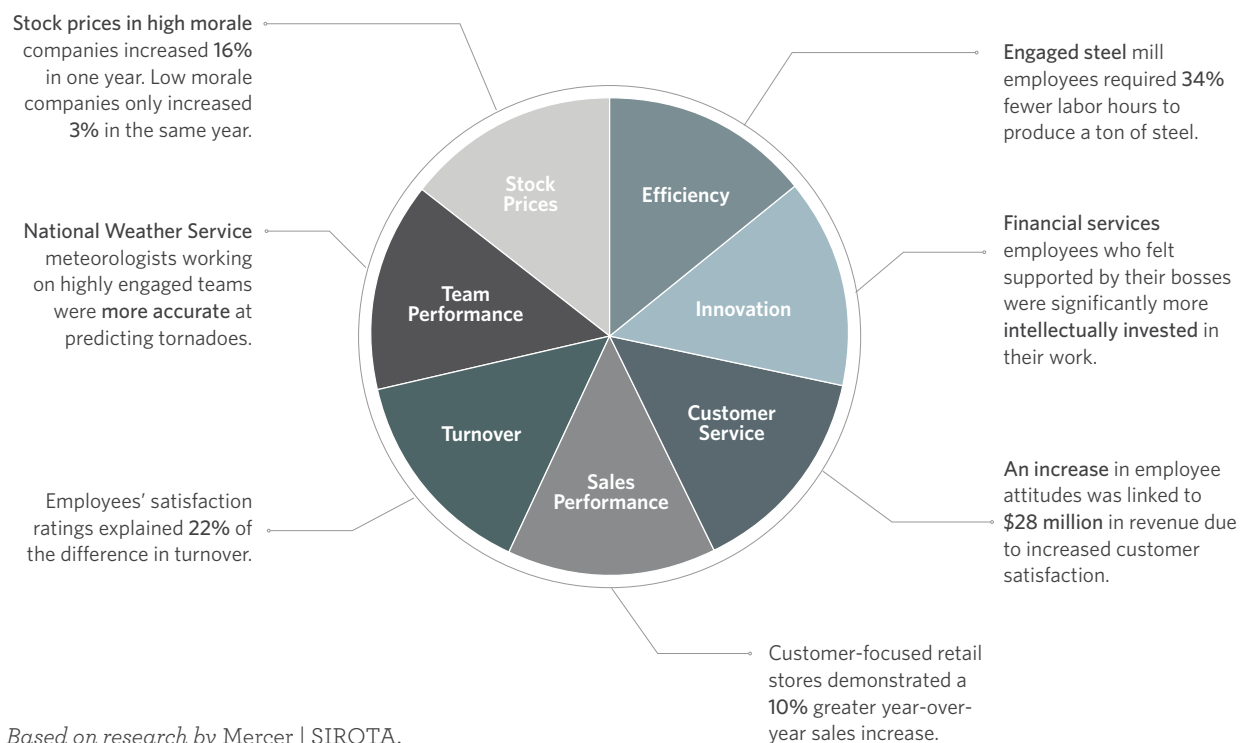 Stock prices in high morale
companies increased 16%
in one year. Low morale
companies only increased
3% in the same year.
Engaged steel mill
employees required 34%
fewer labor hours to
produce a ton of steel.
Stock
Prices
Efficiency
National Weather Service
meteorologists working
on highly engaged teams
were more accurate at
predicting tornadoes.
Financial services
employees who felt
supported by their bosses
were significantly more
intellectually invested in
their work.
Team
Performance
Innovation
Turnover
Customer
Service
Sales
Performance
Employees’ satisfaction
ratings explained 22% of
the difference in turnover.
An increase in employee
attitudes was linked to
$28 million in revenue due
to increased customer
satisfaction.
Customer-focused retail
stores demonstrated a
10% greater year-over-
year sales increase.
Based on research by Mercer | SIROTA.